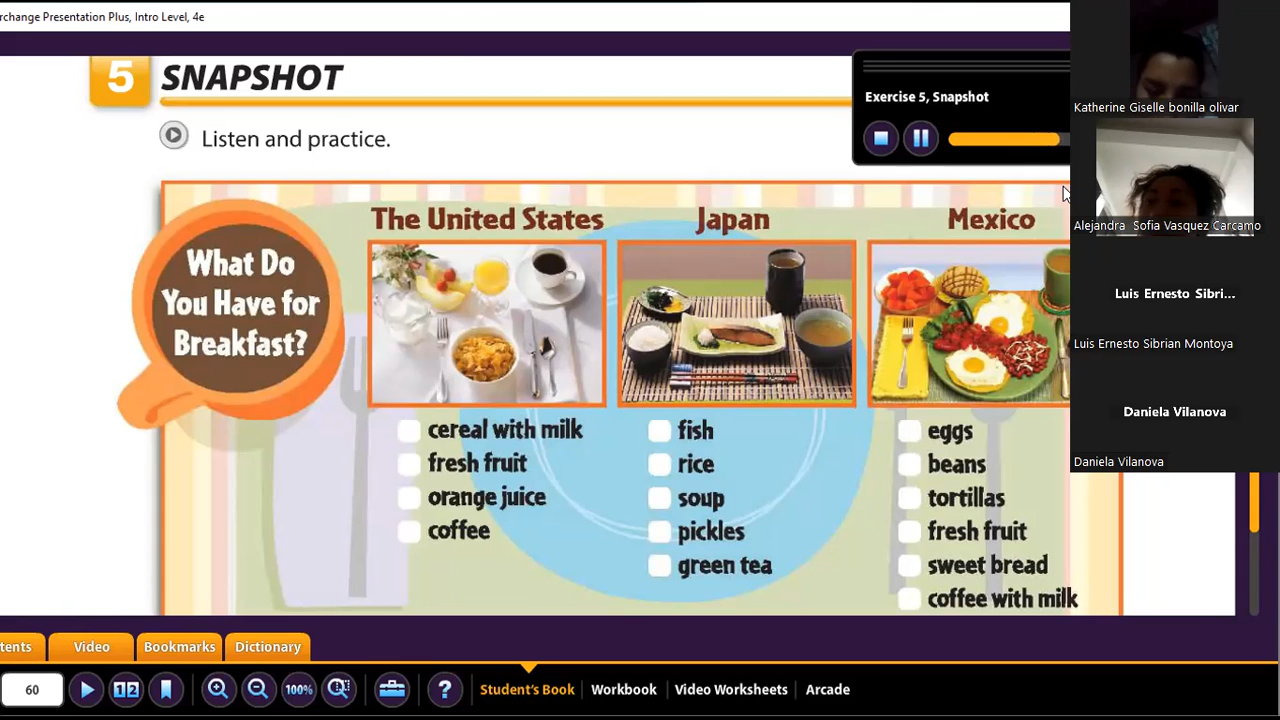 rchange Presentation Plus, Intro Level, 4e
5 SNAPSHOT
Listen and practice.
Exercise 5, Snapshot
What Do
You Have for
Breakfast?
The United States
cereal with milk
fresh fruit
orange juice
coffee
Japan
fish
rice
soup
pickles
green tea
Mexico
eggs
beans
tortillas
fresh fruit
sweet bread
coffee with milk
Katherine Giselle bonilla olivar
Alejandra Sofia Vasquez Carcamo
Luis Ernesto Sibri...
Luis Ernesto Sibrian Montoya
Daniela Vilanova
Daniela Vilanova
tents Video Bookmarks Dictionary
60 1 2 100% ? Student's Book Workbook Video Worksheets Arcade